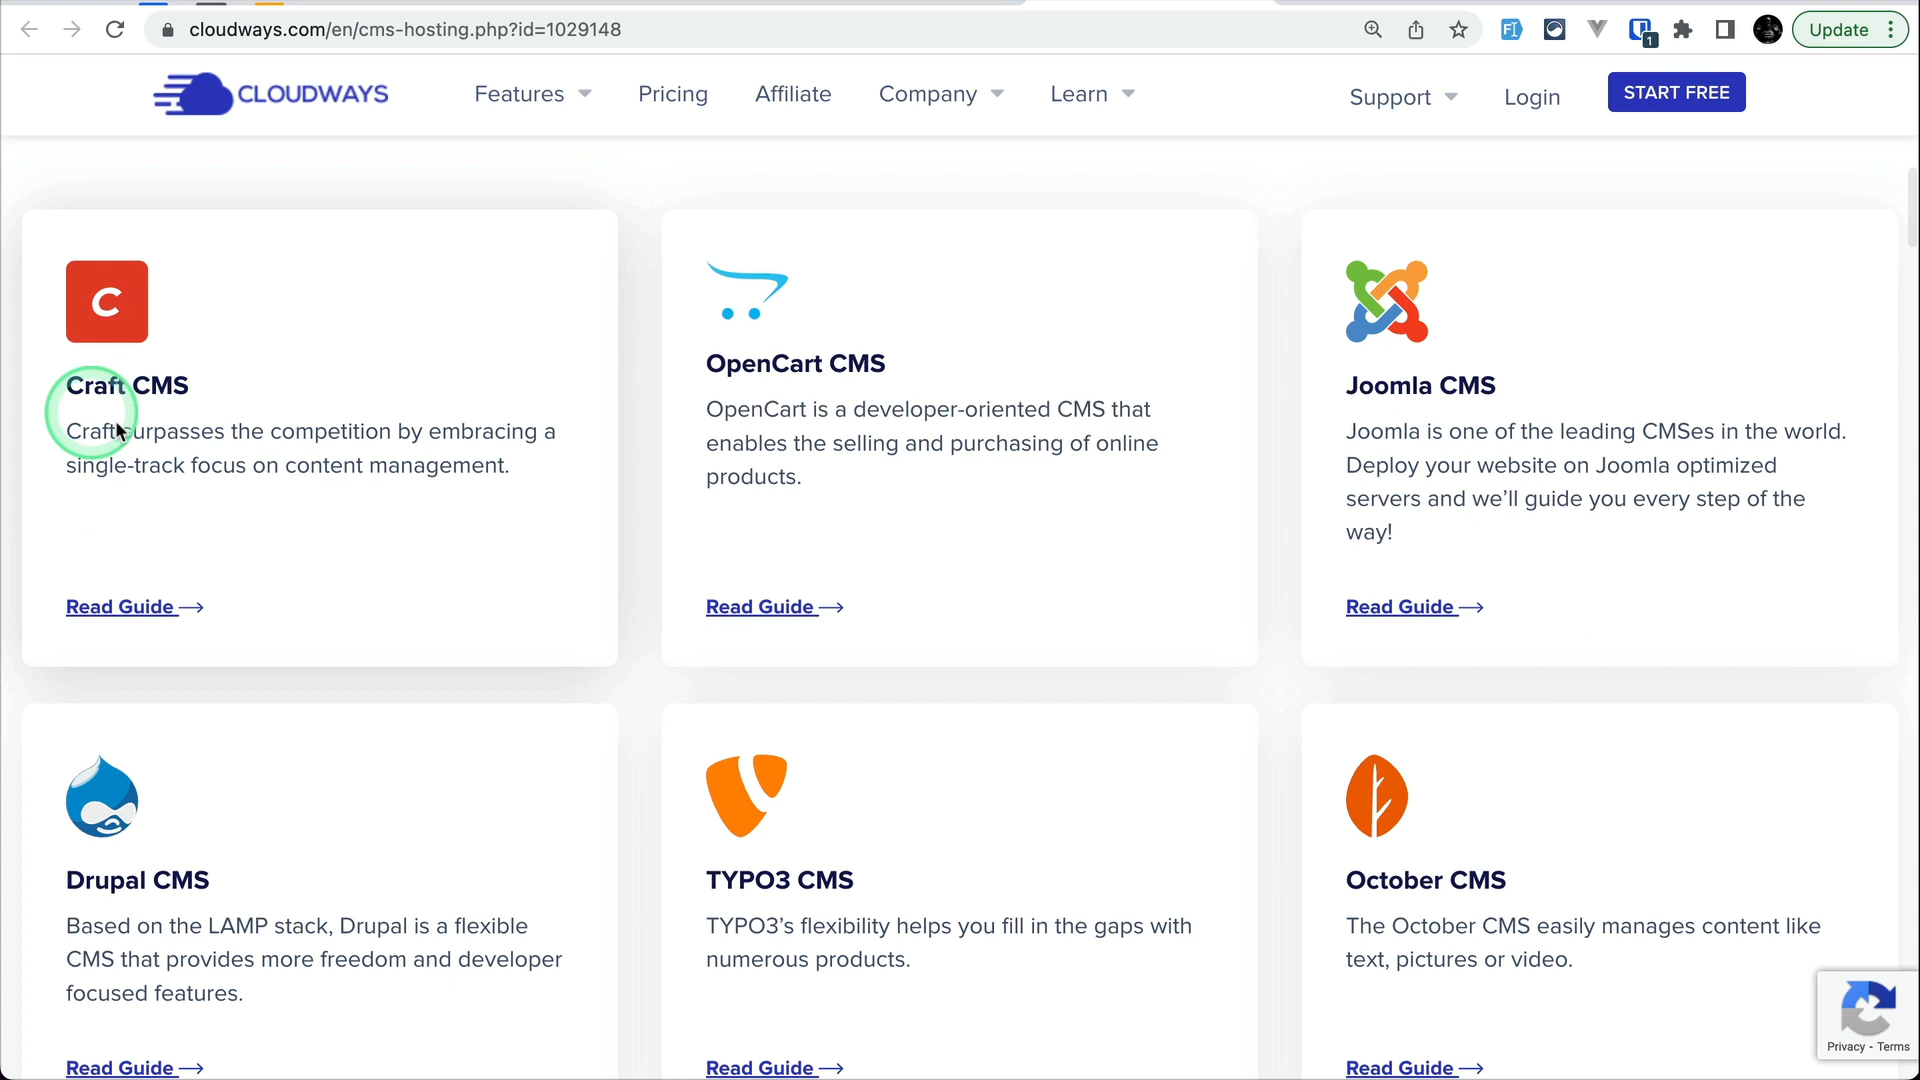 cloudways.com/en/cms-hosting.php?id=1029148
1
Update
CLOUDWAYS
Features
Pricing
Affiliate
Company
Learn
Support
Login
START FREE
C
Craft CMS
Craft surpasses the competition by embracing a
single-track focus on content management.
Read Guide
OpenCart CMS
OpenCart is a developer-oriented CMS that
enables the selling and purchasing of online
products.
Read Guide
Joomla CMS
Joomla is one of the leading CMSes in the world.
Deploy your website on Joomla optimized
servers and we’ll guide you every step of the
way!
Read Guide
Drupal CMS
Based on the LAMP stack, Drupal is a flexible
CMS that provides more freedom and developer
focused features.
Read Guide
TYPO3 CMS
TYPO3’s flexibility helps you fill in the gaps with
numerous products.
Read Guide
October CMS
The October CMS easily manages content like
text, pictures or video.
Read Guide
Privacy - Terms